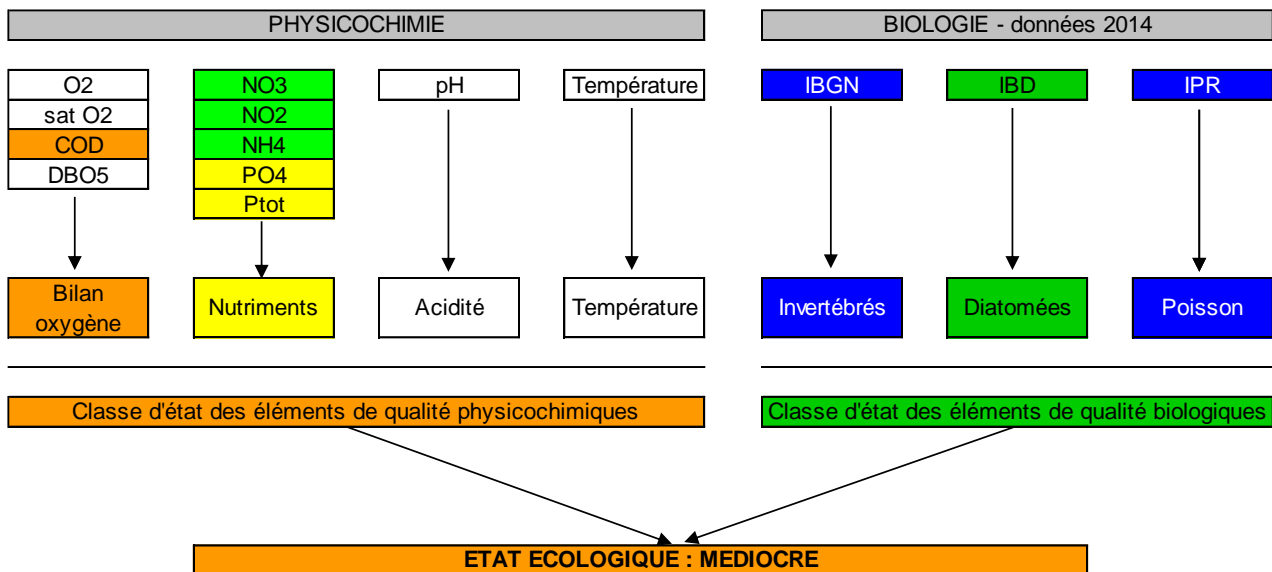 PHYSICOCHIMIE
BIOLOGIE - données 2014
O2
sat O2
COD
DBO5
NO3
NO2
NH4
PO4
Ptot
pH
Température
IBGN
IBD
IPR
Bilan
oxygène
Nutriments
Acidité
Température
Invertébrés
Diatomées
Poisson
Classe d'état des éléments de qualité physicochimiques
Classe d'état des éléments de qualité biologiques
ETAT ECOLOGIQUE : MEDIOCRE